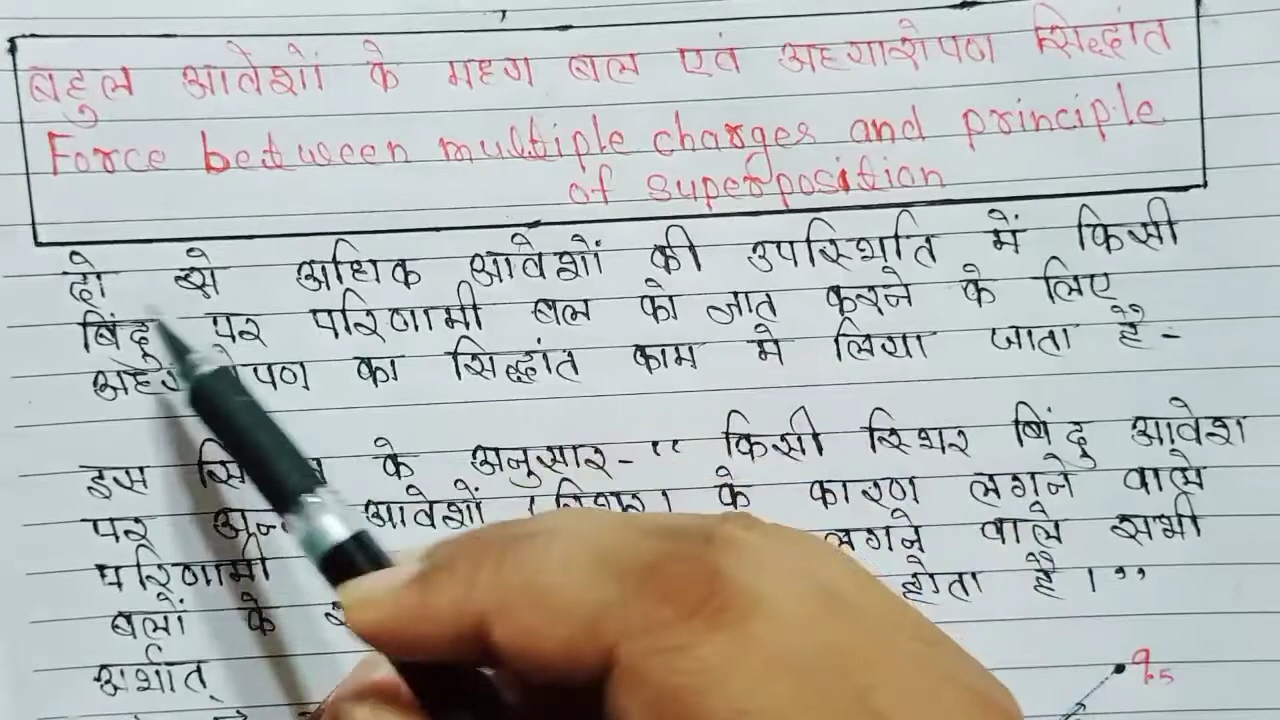 बहुल आवेशों के मध्य बल एवं अध्यारोपण सिद्धांत
Force between multiple charges and principle
of superposition
दो से अधिक आवेशों की उपस्थिति में किसी
बिंदु पर परिणामी बल को ज्ञात करने के लिए
का सिद्धांत काम मे लिया जाता है -
इस के अनुसार- “ किसी स्थिर बिंदु आवेश
पर आवेशों के कारण लगने वाले
परिणामी लगने वाले सभी
बलों के होता है।”
अर्थात्
q5